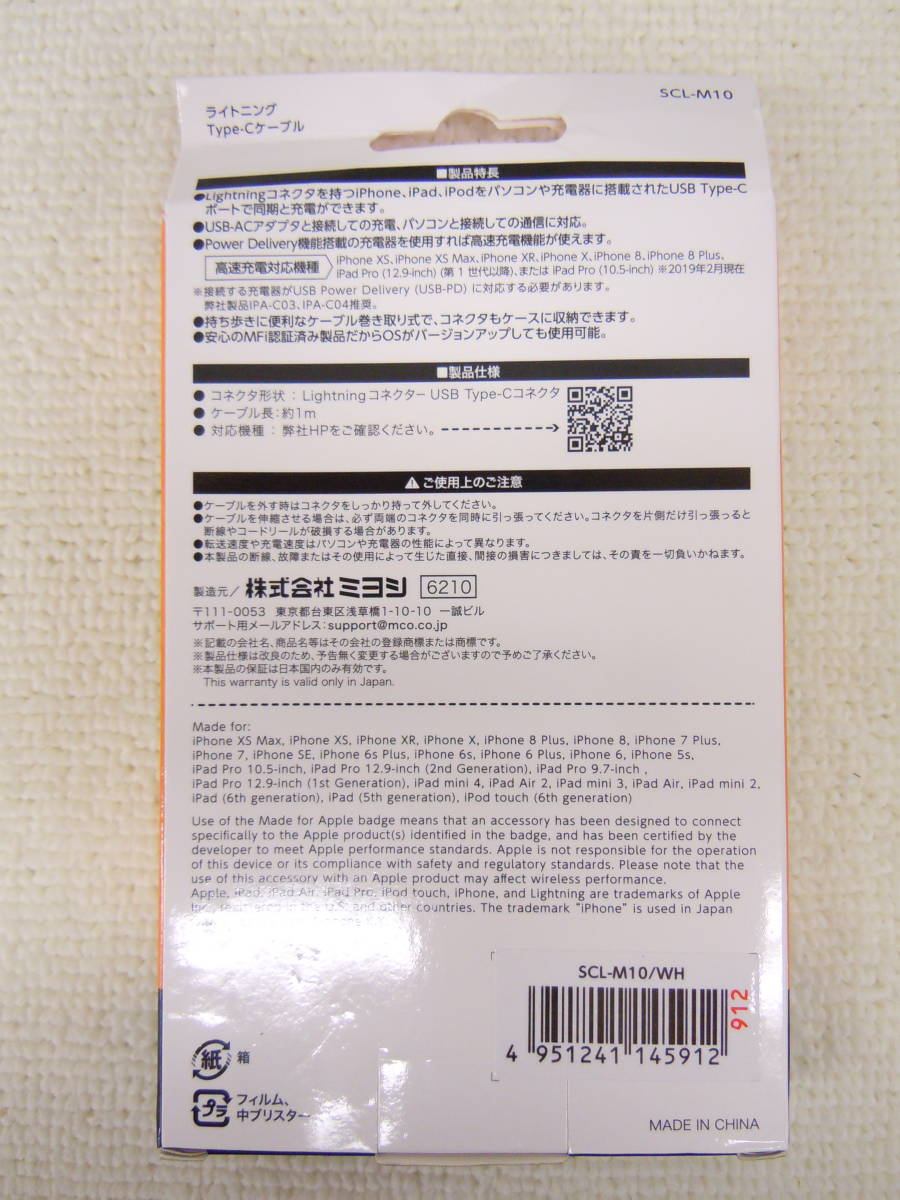 SCL-M10
ライトニング
Type-Cケーブル
■製品特長
●Lightningコネクタを持つiPhone、iPad、iPodをパソコンや充電器に搭載されたUSB Type-C
ポートで同期と充電ができます。
●USB-ACアダプタと接続しての充電、パソコンと接続しての通信に対応。
●Power Delivery機能搭載の充電器を使用すれば高速充電機能が使えます。
高速充電対応機種
iPhone XS、iPhone XS Max、iPhone XR、iPhone X、iPhone 8、iPhone 8 Plus、
iPad Pro (12.9-inch) (第1世代以降)、または iPad Pro (10.5-inch) ※2019年2月現在
※接続する充電器がUSB Power Delivery (USB-PD) に対応する必要があります。
弊社製品IPA-C03、IPA-C04推奨。
●持ち歩きに便利なケーブル巻き取り式で、コネクタもケースに収納できます。
●安心のMFi認証済み製品だからOSがバージョンアップしても使用可能。
■製品仕様
● コネクタ形状 : Lightningコネクター USB Type-Cコネクタ
● ケーブル長:約1m
● 対応機種 : 弊社HPをご確認ください。
⚠ご使用上のご注意
●ケーブルを外す時はコネクタをしっかり持って外してください。
●ケーブルを伸縮させる場合は、必ず両端のコネクタを同時に引っ張ってください。コネクタを片側だけ引っ張っると
断線やコードリールが破損する場合があります。
●転送速度や充電速度はパソコンや充電器の性能によって異なります。
●本製品の断線、故障またはその使用によって生じた直接、間接の損害につきましては、その責を一切負いかねます。
製造元/ 株式会社ミヨシ 6210
〒111-0053 東京都台東区浅草橋1-10-10 一誠ビル
サポート用メールアドレス:support@mco.co.jp
※記載の会社名、商品名等はその会社の登録商標または商標です。
※製品仕様は改良のため、予告無く変更する場合がございますので予めご了承ください。
※本製品の保証は日本国内のみ有効です。
This warranty is valid only in Japan.
Made for:
iPhone XS Max, iPhone XS, iPhone XR, iPhone X, iPhone 8 Plus, iPhone 8, iPhone 7 Plus,
iPhone 7, iPhone SE, iPhone 6s Plus, iPhone 6s, iPhone 6 Plus, iPhone 6, iPhone 5s,
iPad Pro 10.5-inch, iPad Pro 12.9-inch (2nd Generation), iPad Pro 9.7-inch ,
iPad Pro 12.9-inch (1st Generation), iPad mini 4, iPad Air 2, iPad mini 3, iPad Air, iPad mini 2,
iPad (6th generation), iPad (5th generation), iPod touch (6th generation)
Use of the Made for Apple badge means that an accessory has been designed to connect
specifically to the Apple product(s) identified in the badge, and has been certified by the
developer to meet Apple performance standards. Apple is not responsible for the operation
of this device or its compliance with safety and regulatory standards. Please note that the
use of this accessory with an Apple product may affect wireless performance.
Apple, iPad, iPad Air, iPad Pro, iPod touch, iPhone, and Lightning are trademarks of Apple
Inc., registered in the U.S. and other countries. The trademark "iPhone" is used in Japan
SCL-M10/WH
912
4 951241 145912
紙 箱
プラ フィルム、
中ブリスター
MADE IN CHINA